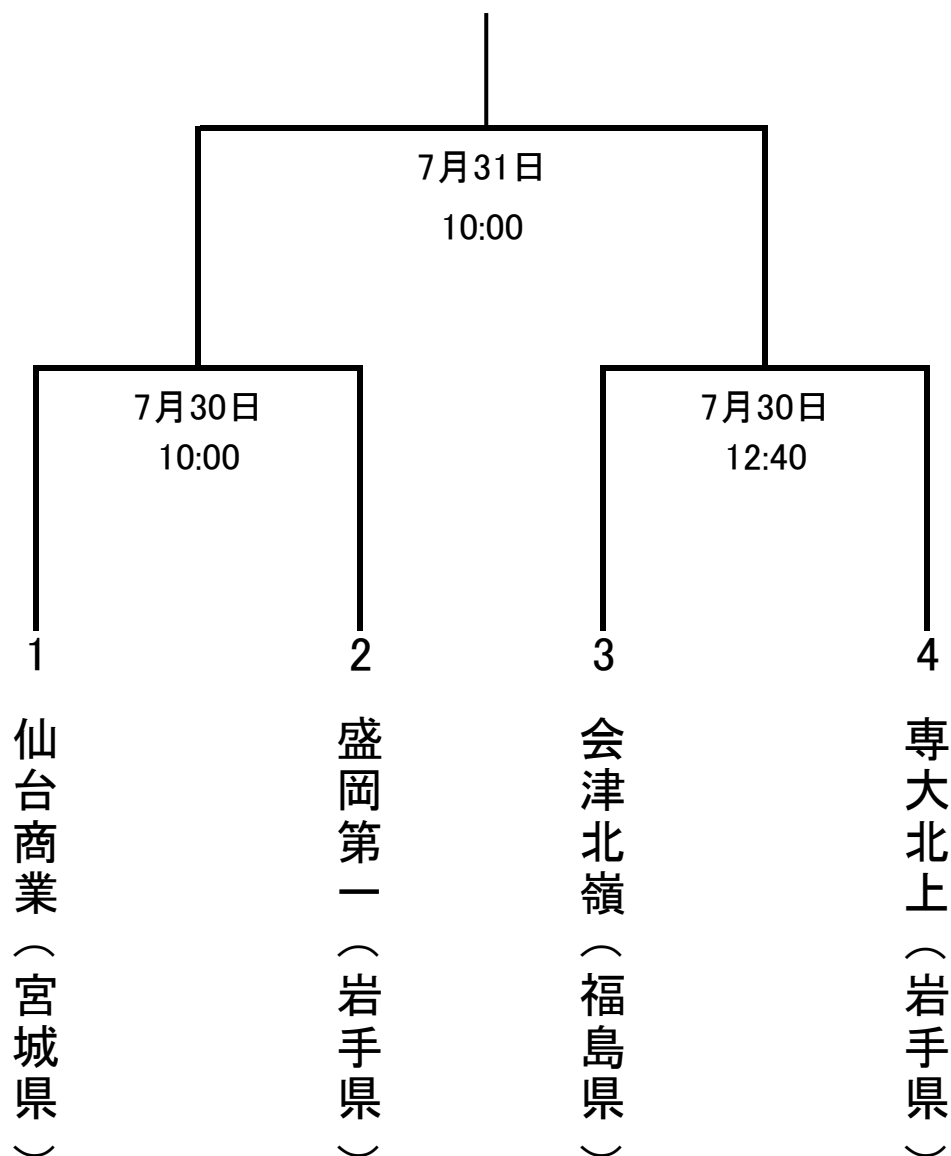 7月31日
10:00
7月30日
10:00
7月30日
12:40
1
2
3
4
仙台商業（宮城県）
盛岡第一（岩手県）
会津北嶺（福島県）
専大北上（岩手県）